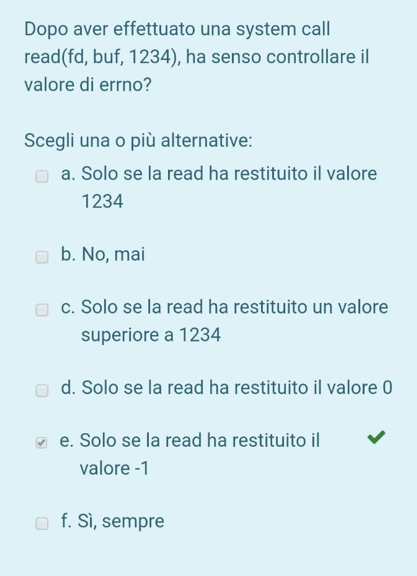 Dopo aver effettuato una system call
read(fd, buf, 1234), ha senso controllare il
valore di errno?
Scegli una o più alternative:
a. Solo se la read ha restituito il valore
1234
b. No, mai
c. Solo se la read ha restituito un valore
superiore a 1234
d. Solo se la read ha restituito il valore 0
e. Solo se la read ha restituito il
valore -1
f. Sì, sempre